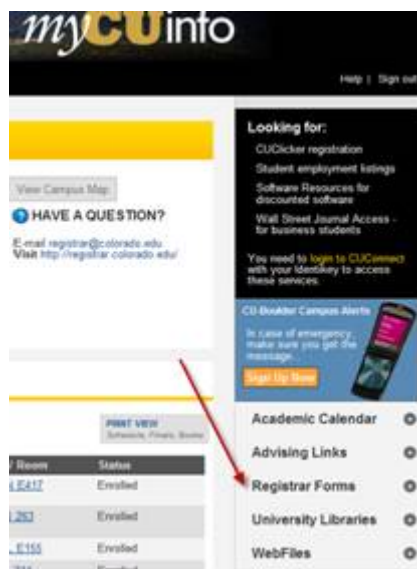 myCUinfo
Help | Sign out
Looking for:
CUClicker registration
Student employment listings
Software Resources for
discounted software
Wall Street Journal Access -
for business students
You need to login to CUConnect
with your Identikey to access
these services.
View Campus Map
HAVE A QUESTION?
E-mail registrar@colorado.edu
Visit http://registrar.colorado.edu/
CU-Boulder Campus Alerts
In case of emergency,
make sure you get the
message...
Sign Up Now
PRINT VIEW
Schedule, Finals, Books
Room Status
E417 Enrolled
263 Enrolled
E155 Enrolled
Academic Calendar
Advising Links
Registrar Forms
University Libraries
WebFiles